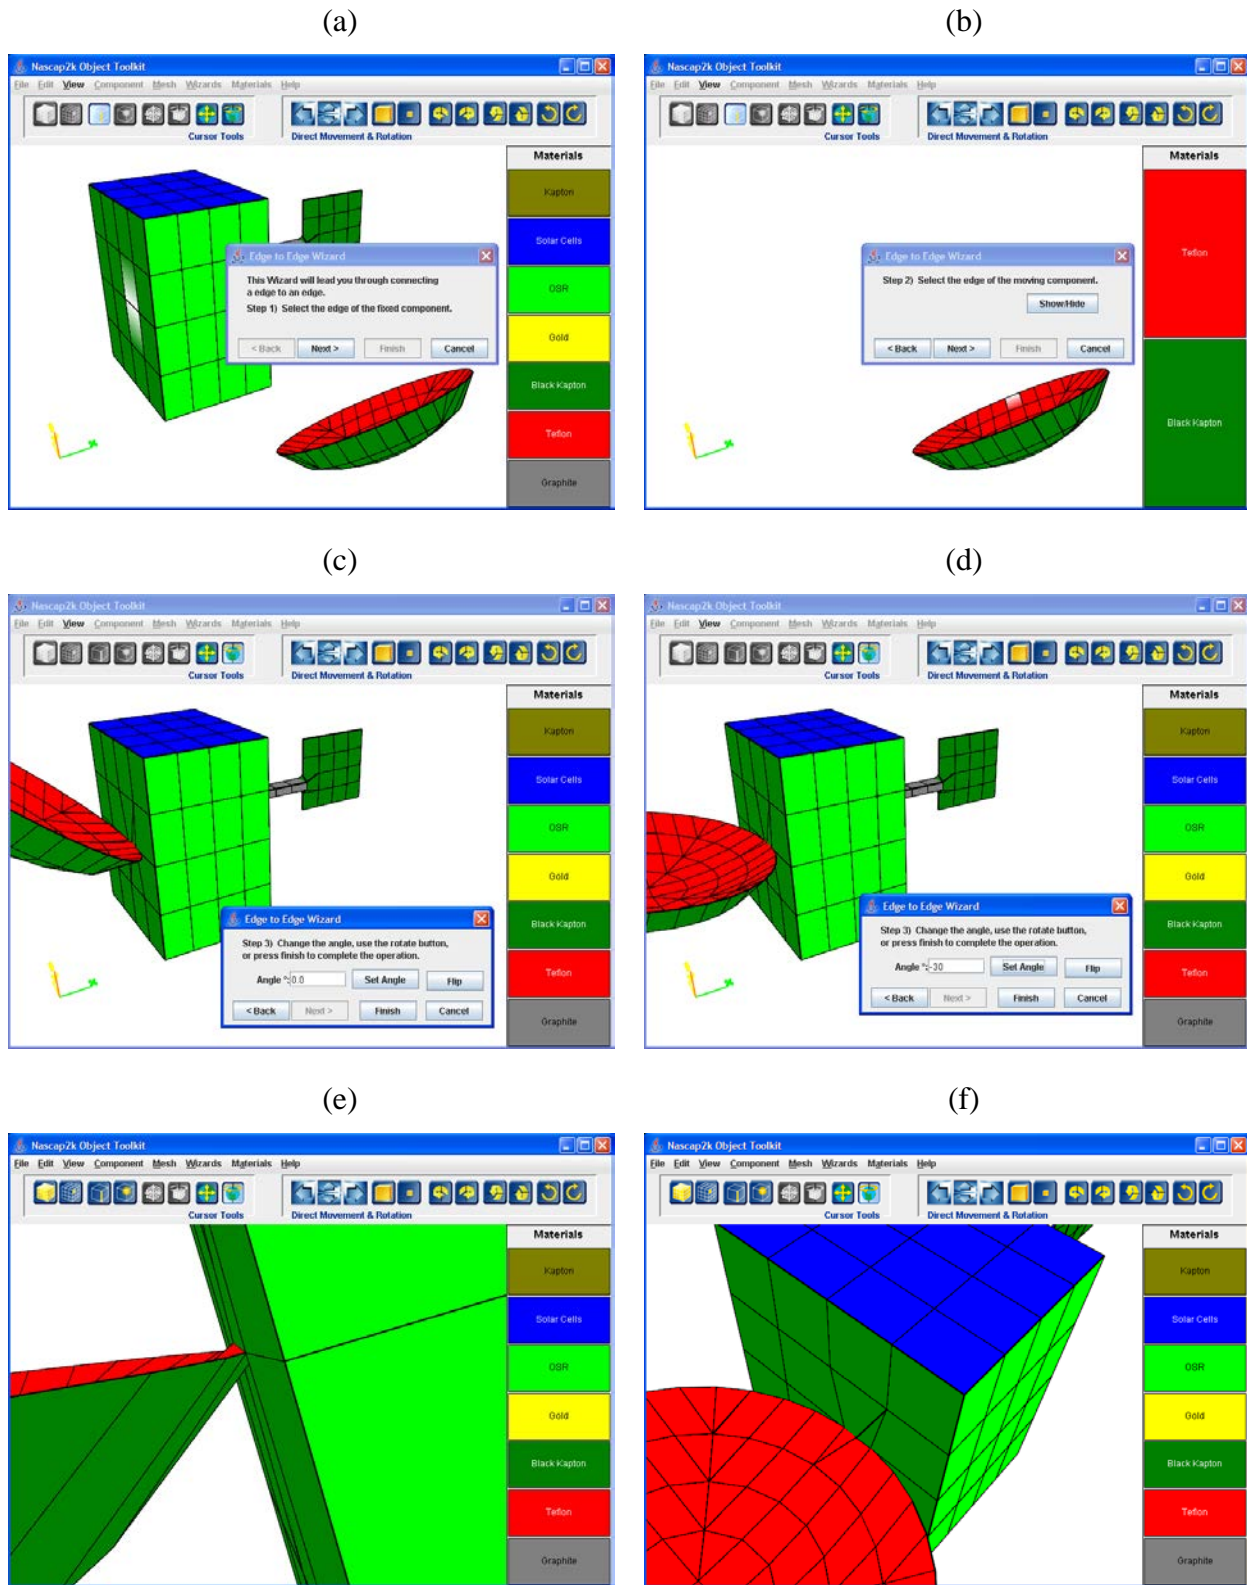 (a)
(b)
Nascap2k Object Toolkit
File Edit View Component Mesh Wizards Materials Help
Cursor Tools
Direct Movement & Rotation
Materials
Kapton
Solar Cells
OSR
Gold
Black Kapton
Teflon
Graphite
Edge to Edge Wizard
This Wizard will lead you through connecting
a edge to an edge.
Step 1) Select the edge of the fixed component.
< Back Next > Finish Cancel
Nascap2k Object Toolkit
File Edit View Component Mesh Wizards Materials Help
Cursor Tools
Direct Movement & Rotation
Materials
Teflon
Black Kapton
Edge to Edge Wizard
Step 2) Select the edge of the moving component.
Show/Hide
< Back Next > Finish Cancel
(c)
(d)
Nascap2k Object Toolkit
File Edit View Component Mesh Wizards Materials Help
Cursor Tools
Direct Movement & Rotation
Materials
Kapton
Solar Cells
OSR
Gold
Black Kapton
Teflon
Graphite
Edge to Edge Wizard
Step 3) Change the angle, use the rotate button,
or press finish to complete the operation.
Angle °: 0.0 Set Angle Flip
< Back Next > Finish Cancel
Nascap2k Object Toolkit
File Edit View Component Mesh Wizards Materials Help
Cursor Tools
Direct Movement & Rotation
Materials
Kapton
Solar Cells
OSR
Gold
Black Kapton
Teflon
Graphite
Edge to Edge Wizard
Step 3) Change the angle, use the rotate button,
or press finish to complete the operation.
Angle °: -30 Set Angle Flip
< Back Next > Finish Cancel
(e)
(f)
Nascap2k Object Toolkit
File Edit View Component Mesh Wizards Materials Help
Cursor Tools
Direct Movement & Rotation
Materials
Kapton
Solar Cells
OSR
Gold
Black Kapton
Teflon
Graphite
Nascap2k Object Toolkit
File Edit View Component Mesh Wizards Materials Help
Cursor Tools
Direct Movement & Rotation
Materials
Kapton
Solar Cells
OSR
Gold
Black Kapton
Teflon
Graphite